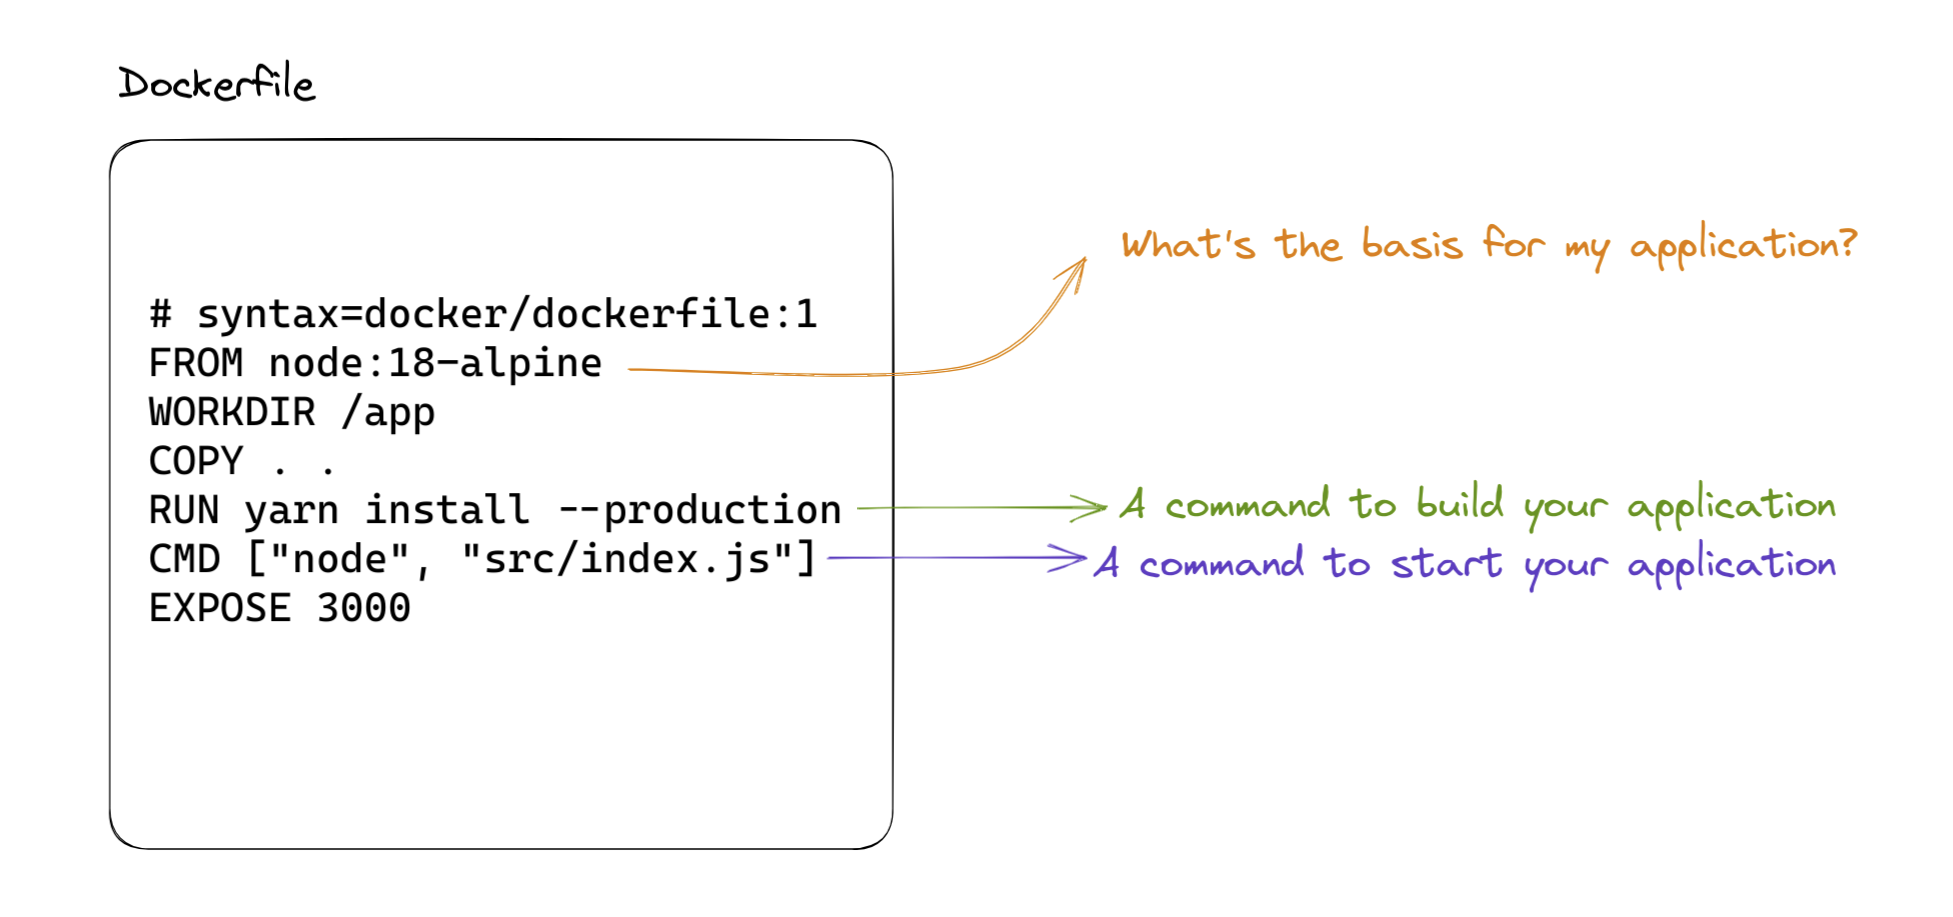 Dockerfile
What's the basis for my application?
# syntax=docker/dockerfile:1
FROM node:18-alpine
WORKDIR /app
COPY . .
RUN yarn install --production
A command to build your application
CMD ["node", "src/index.js"]
A command to start your application
EXPOSE 3000